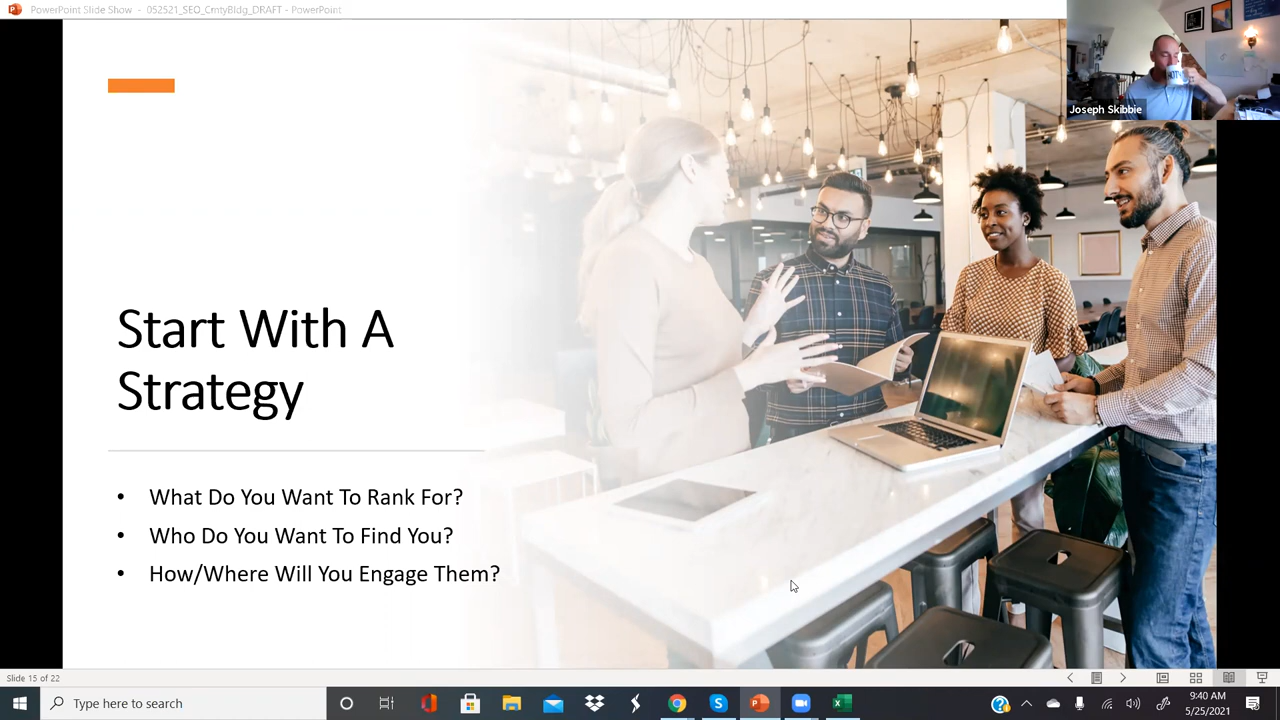 PowerPoint Slide Show - 052521_SEO_CmtyBldg_DRAFT - PowerPoint
Joseph Skibbie
Start With A
Strategy
• What Do You Want To Rank For?
• Who Do You Want To Find You?
• How/Where Will You Engage Them?
Slide 15 of 22
Type here to search
9:40 AM
5/25/2021